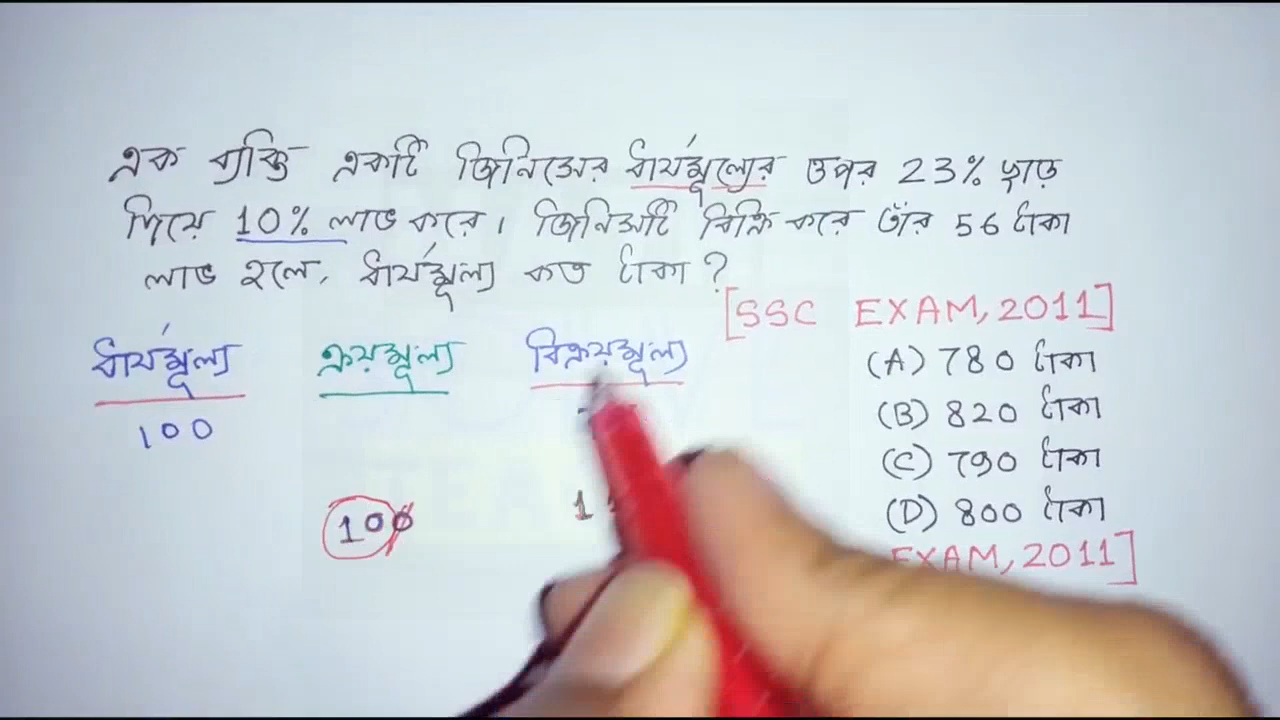 এক ব্যক্তি একটি জিনিসের ধার্যমূল্যের ওপর 23% ছাড়
দিয়ে 10% লাভ করে। জিনিসটি বিক্রি করে তাঁর 56 টাকা
লাভ হলে, ধার্যমূল্য কত টাকা ?
[SSC EXAM, 2011]
ধার্যমূল্য ক্রয়মূল্য বিক্রয়মূল্য
(A) 780 টাকা
(B) 820 টাকা
100
(C) 790 টাকা
(D) 800 টাকা
100
EXAM, 2011]